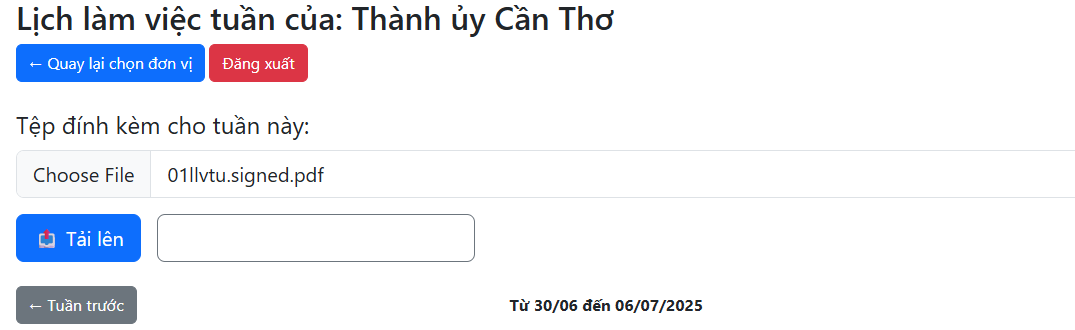 Lịch làm việc tuần của: Thành ủy Cần Thơ
← Quay lại chọn đơn vị Đăng xuất
Tệp đính kèm cho tuần này:
Choose File 01llvtu.signed.pdf
Tải lên
← Tuần trước Từ 30/06 đến 06/07/2025